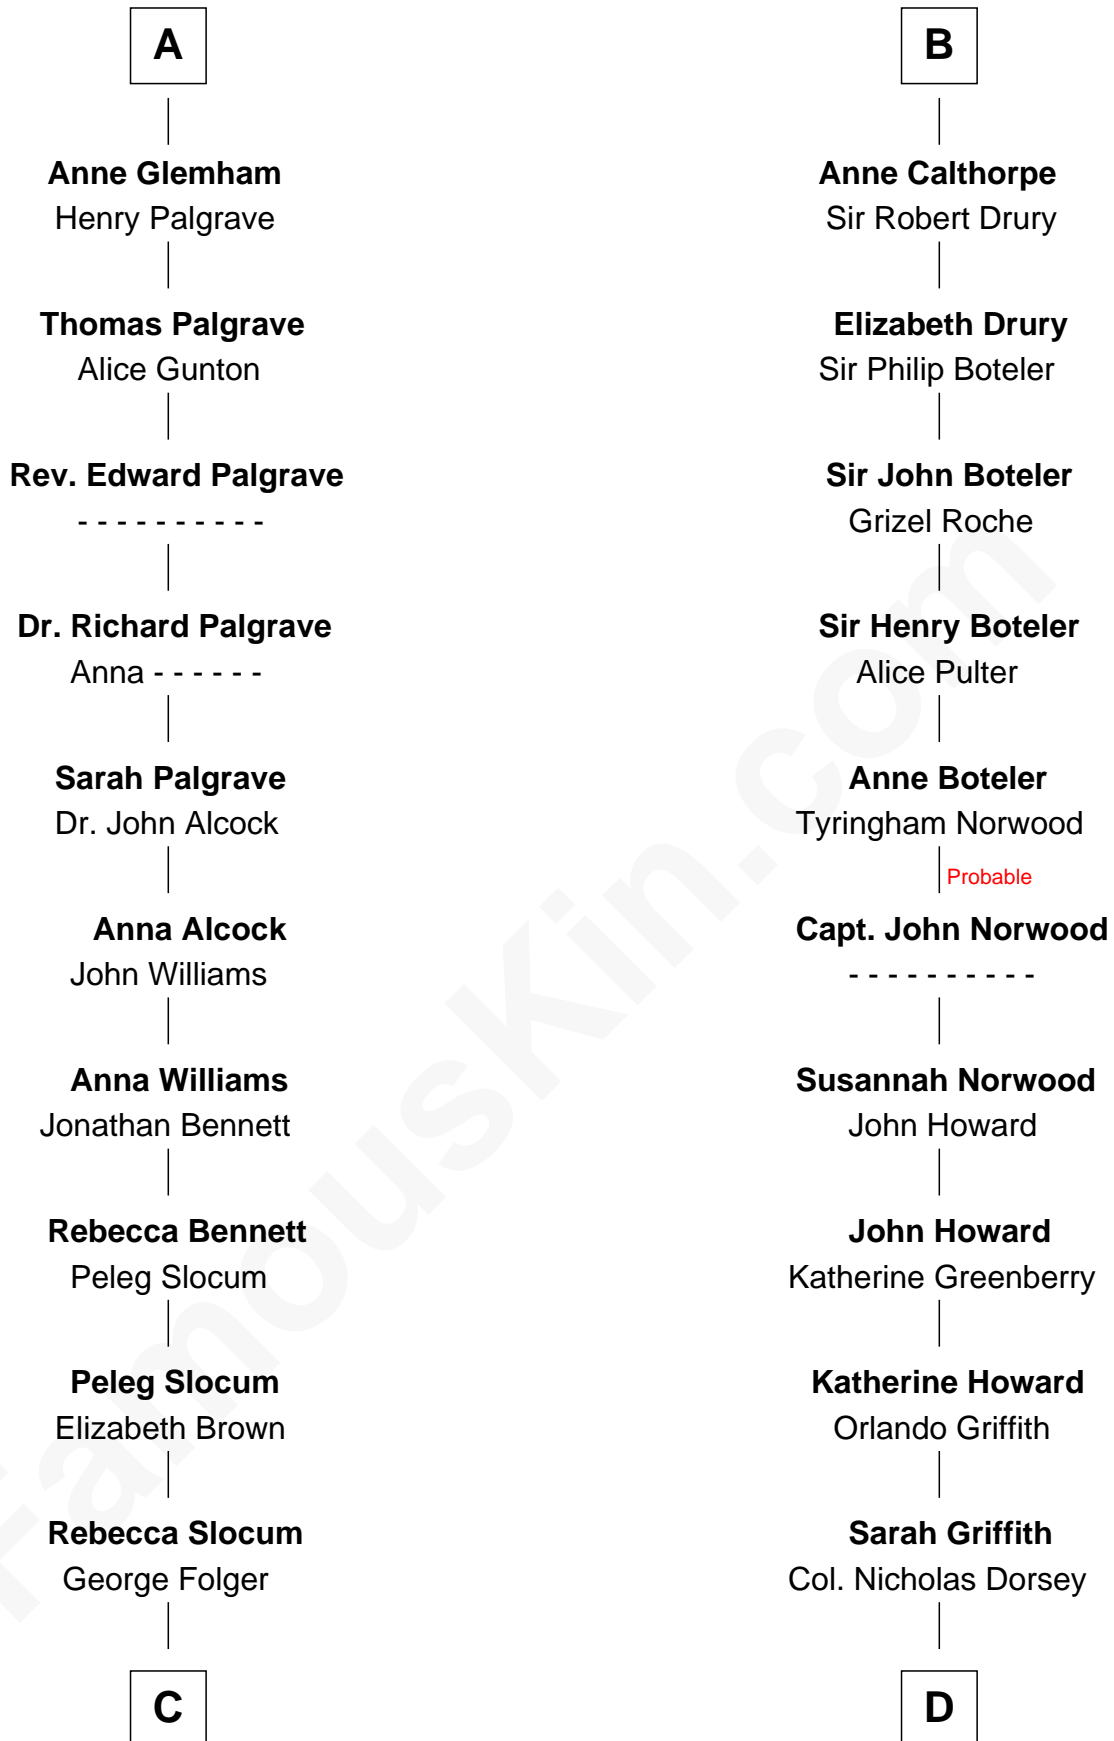 A
Anne Glemham
Henry Palgrave
Thomas Palgrave
Alice Gunton
Rev. Edward Palgrave
- - - - - - - - - -
Dr. Richard Palgrave
Anna - - - - - -
Sarah Palgrave
Dr. John Alcock
Anna Alcock
John Williams
Anna Williams
Jonathan Bennett
Rebecca Bennett
Peleg Slocum
Peleg Slocum
Elizabeth Brown
Rebecca Slocum
George Folger
C
B
Anne Calthorpe
Sir Robert Drury
Elizabeth Drury
Sir Philip Boteler
Sir John Boteler
Grizel Roche
Sir Henry Boteler
Alice Pulter
Anne Boteler
Tyringham Norwood
Probable
Capt. John Norwood
- - - - - - - - - -
Susannah Norwood
John Howard
John Howard
Katherine Greenberry
Katherine Howard
Orlando Griffith
Sarah Griffith
Col. Nicholas Dorsey
D
FamousKin.com